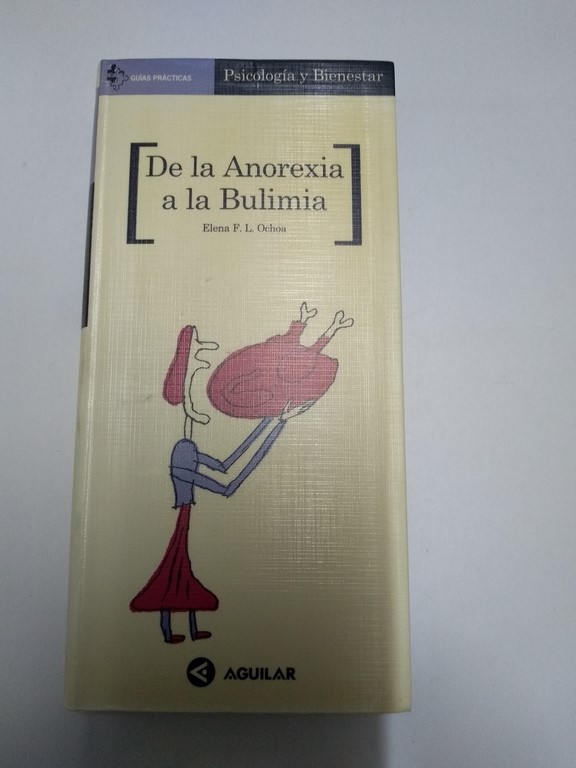 GUÍAS PRÁCTICAS
Psicología y Bienestar
De la Anorexia
a la Bulimia
Elena F. L. Ochoa
AGUILAR